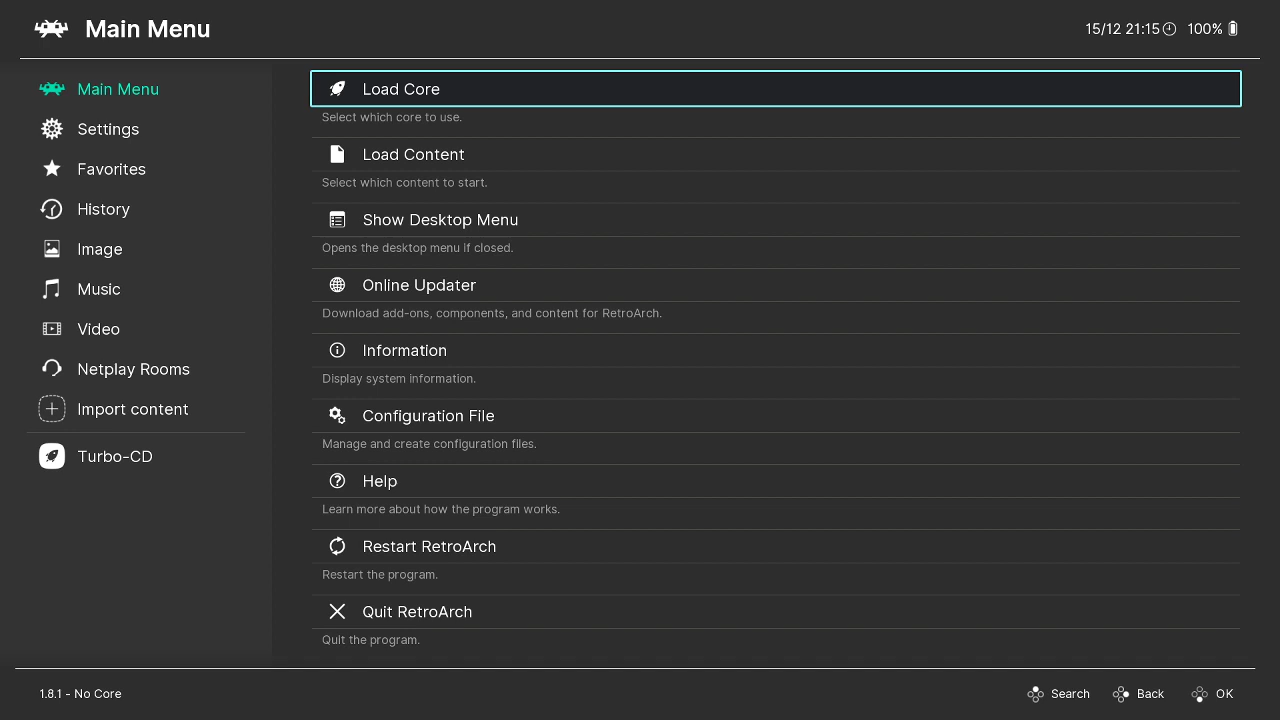 Main Menu
15/12 21:15 100%
Main Menu
Settings
Favorites
History
Image
Music
Video
Netplay Rooms
Import content
Turbo-CD
Load Core
Select which core to use.
Load Content
Select which content to start.
Show Desktop Menu
Opens the desktop menu if closed.
Online Updater
Download add-ons, components, and content for RetroArch.
Information
Display system information.
Configuration File
Manage and create configuration files.
Help
Learn more about how the program works.
Restart RetroArch
Restart the program.
Quit RetroArch
Quit the program.
1.8.1 - No Core
Search Back OK